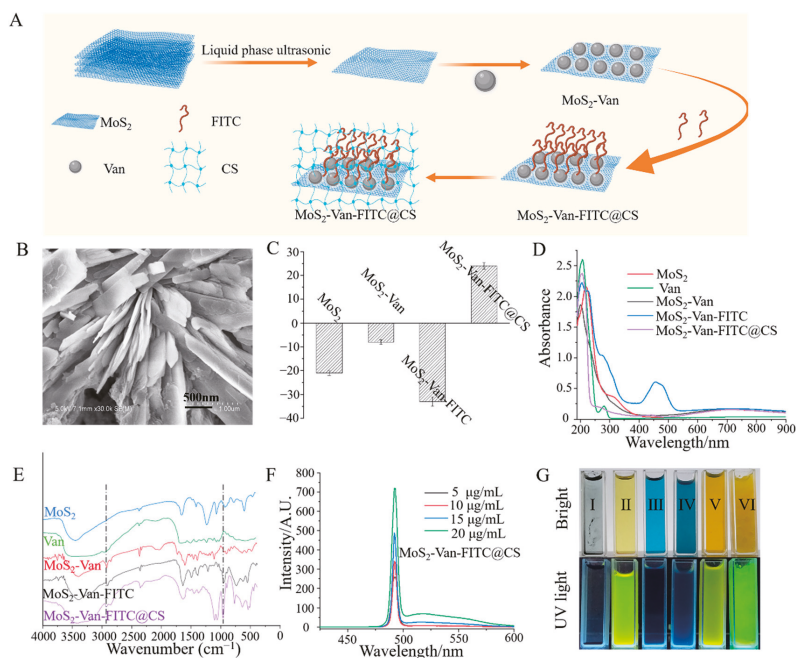 A
Liquid phase ultrasonic
MoS2-Van
MoS2
FITC
Van
CS
MoS2-Van-FITC@CS
MoS2-Van-FITC@CS
B
500nm
1.00um
C
30
20
10
0
−10
−20
−30
−40
MoS2
MoS2-Van
MoS2-Van-FITC
MoS2-Van-FITC@CS
D
Absorbance
2.5
2.0
1.5
1.0
0.5
0
200 300 400 500 600 700 800 900
Wavelength/nm
MoS2
Van
MoS2-Van
MoS2-Van-FITC
MoS2-Van-FITC@CS
E
MoS2
Van
MoS2-Van
MoS2-Van-FITC
MoS2-Van-FITC@CS
4000 3500 3000 2500 2000 1500 1000 500 0
Wavenumber (cm−1)
F
Intensity/A.U.
800
700
600
500
400
300
200
100
0
5 μg/mL
10 μg/mL
15 μg/mL
20 μg/mL
MoS2-Van-FITC@CS
450 500 550 600
Wavelength/nm
G
Bright
UV light
I II III IV V VI